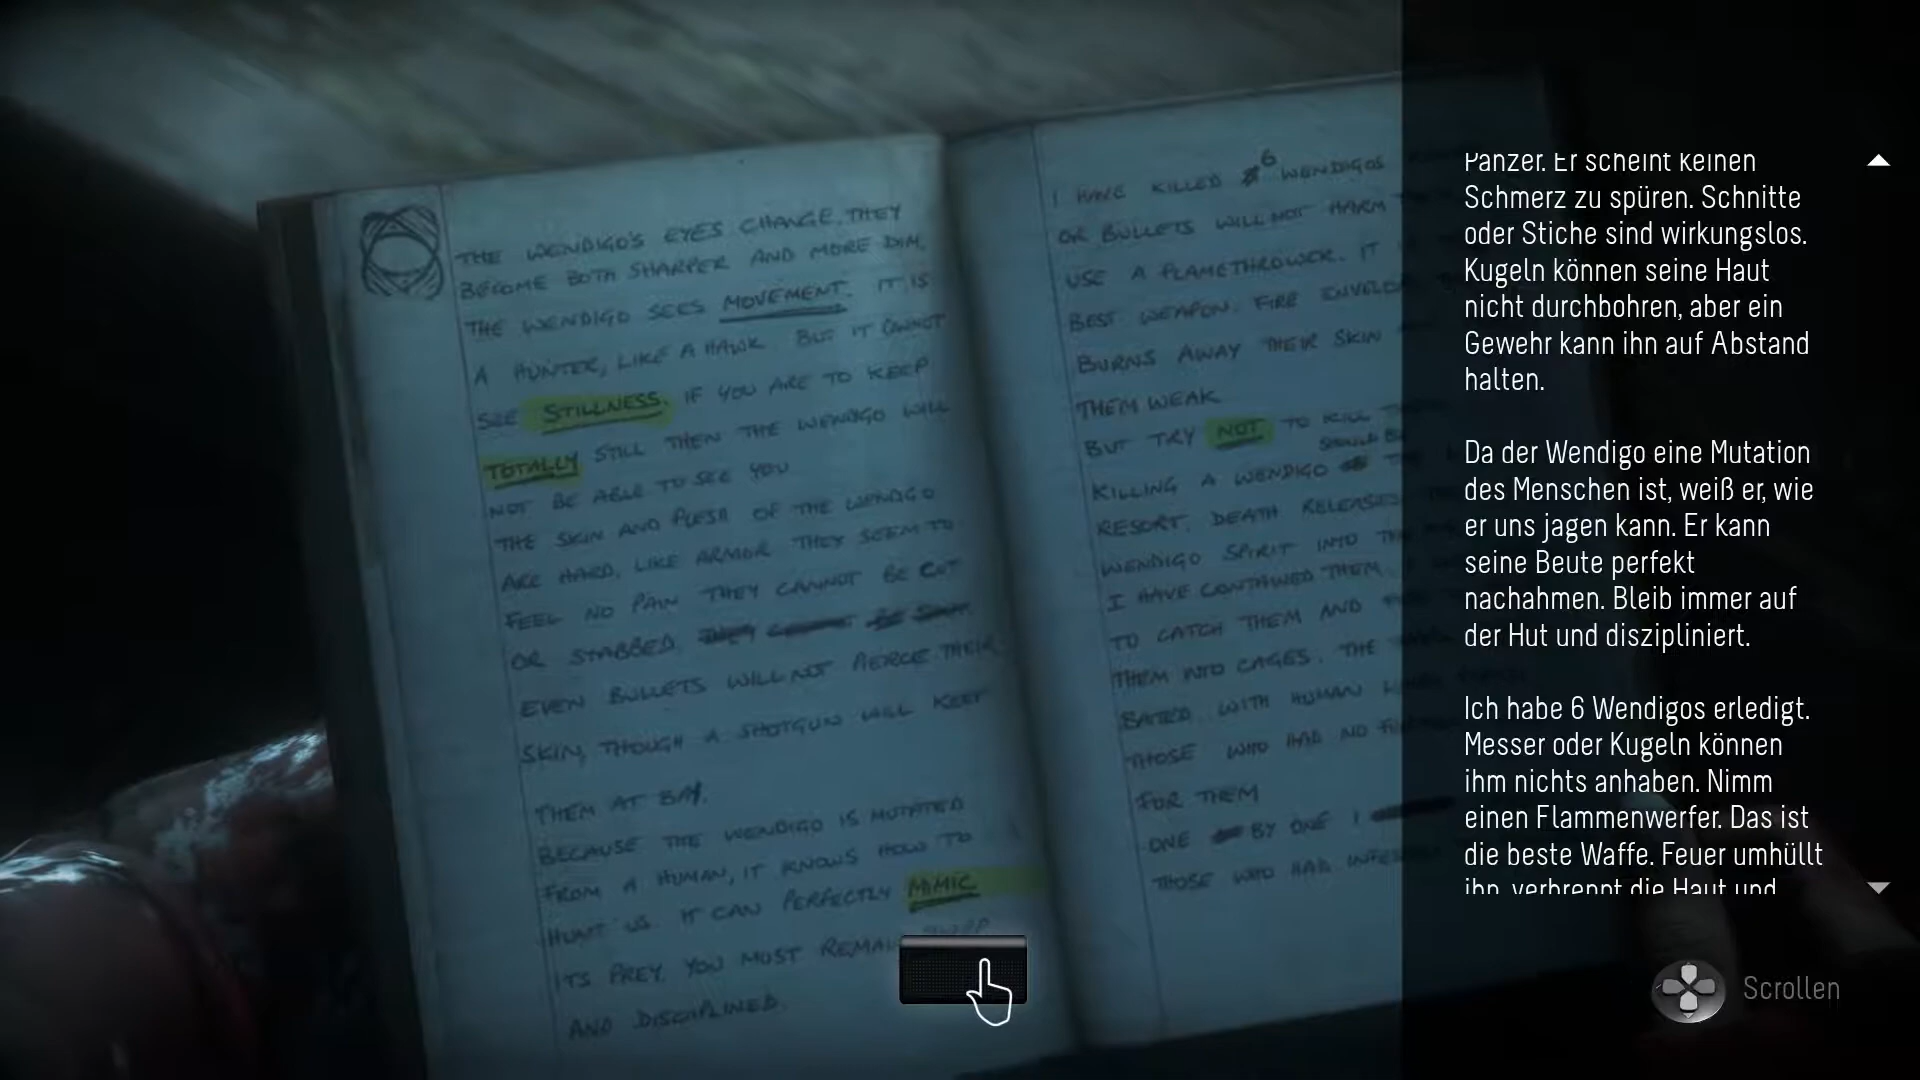 THE WENDIGO'S EYES CHANGE. THEY
BECOME BOTH SHARPER AND MORE DIM.
THE WENDIGO SEES MOVEMENT. IT IS
A HUNTER, LIKE A HAWK. BUT IT CANNOT
SEE STILLNESS. IF YOU ARE TO KEEP
TOTALLY STILL THEN THE WENDIGO WILL
NOT BE ABLE TO SEE YOU
THE SKIN AND FLESH OF THE WENDIGO
ARE HARD, LIKE ARMOR THEY SEEM TO
FEEL NO PAIN THEY CANNOT BE CUT
OR STABBED.
EVEN BULLETS WILL NOT PIERCE THEIR
SKIN, THOUGH A SHOTGUN WILL KEEP
THEM AT BAY.
BECAUSE THE WENDIGO IS MUTATED
FROM A HUMAN, IT KNOWS HOW TO
HUNT US. IT CAN PERFECTLY MIMIC
ITS PREY. YOU MUST REMAIN
AND DISCIPLINED.
I HAVE KILLED 6 WENDIGOS
OR BULLETS WILL NOT HARM
USE A FLAMETHROWER. IT
BEST WEAPON. FIRE
BURNS AWAY THEIR SKIN
THEM WEAK
BUT TRY NOT TO KILL
SHOULD BE
KILLING A WENDIGO
RESORT. DEATH RELEASES
WENDIGO SPIRIT INTO
I HAVE CONTAINED THEM.
TO CATCH THEM AND
THEM INTO CAGES. THE
BAITED WITH HUMAN
THOSE WHO HAD NO
FOR THEM
ONE BY ONE I
THOSE WHO HAD
Panzer. Er scheint keinen
Schmerz zu spüren. Schnitte
oder Stiche sind wirkungslos.
Kugeln können seine Haut
nicht durchbohren, aber ein
Gewehr kann ihn auf Abstand
halten.
Da der Wendigo eine Mutation
des Menschen ist, weiß er, wie
er uns jagen kann. Er kann
seine Beute perfekt
nachahmen. Bleib immer auf
der Hut und diszipliniert.
Ich habe 6 Wendigos erledigt.
Messer oder Kugeln können
ihm nichts anhaben. Nimm
einen Flammenwerfer. Das ist
die beste Waffe. Feuer umhüllt
ihn, verbrennt die Haut und
Scrollen